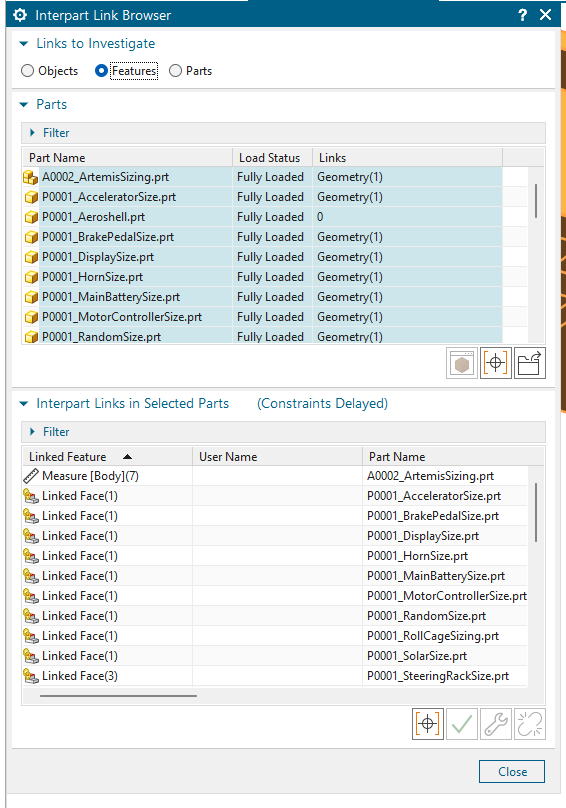 Interpart Link Browser ? X
Links to Investigate
Objects Features Parts
Parts
Filter
Part Name Load Status Links
A0002_ArtemisSizing.prt Fully Loaded Geometry(1)
P0001_AcceleratorSize.prt Fully Loaded Geometry(1)
P0001_Aeroshell.prt Fully Loaded 0
P0001_BrakePedalSize.prt Fully Loaded Geometry(1)
P0001_DisplaySize.prt Fully Loaded Geometry(1)
P0001_HornSize.prt Fully Loaded Geometry(1)
P0001_MainBatterySize.prt Fully Loaded Geometry(1)
P0001_MotorControllerSize.prt Fully Loaded Geometry(1)
P0001_RandomSize.prt Fully Loaded Geometry(1)
Interpart Links in Selected Parts (Constraints Delayed)
Filter
Linked Feature User Name Part Name
Measure [Body](7) A0002_ArtemisSizing.prt
Linked Face(1) P0001_AcceleratorSize.prt
Linked Face(1) P0001_BrakePedalSize.prt
Linked Face(1) P0001_DisplaySize.prt
Linked Face(1) P0001_HornSize.prt
Linked Face(1) P0001_MainBatterySize.prt
Linked Face(1) P0001_MotorControllerSize.prt
Linked Face(1) P0001_RandomSize.prt
Linked Face(1) P0001_RollCageSizing.prt
Linked Face(1) P0001_SolarSize.prt
Linked Face(3) P0001_SteeringRackSize.prt
Close